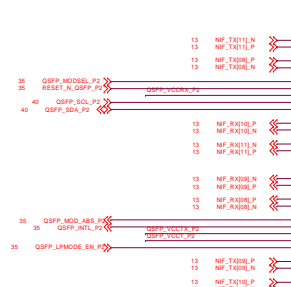 13 NIF_TX[11]_N
13 NIF_TX[11]_P
13 NIF_TX[08]_P
13 NIF_TX[08]_N
35 QSFP_MODSEL_P2
35 RESET_N_QSFP_P2
QSFP_VCCRX_P2
40 QSFP_SCL_P2
40 QSFP_SDA_P2
13 NIF_RX[10]_P
13 NIF_RX[10]_N
13 NIF_RX[11]_N
13 NIF_RX[11]_P
13 NIF_RX[09]_N
13 NIF_RX[09]_P
13 NIF_RX[08]_P
13 NIF_RX[08]_N
35 QSFP_MOD_ABS_P2
35 QSFP_INTL_P2
QSFP_VCCTX_P2
QSFP_VCC1_P2
35 QSFP_LPMODE_EN_P2
13 NIF_TX[09]_P
13 NIF_TX[09]_N
13 NIF_TX[10]_P